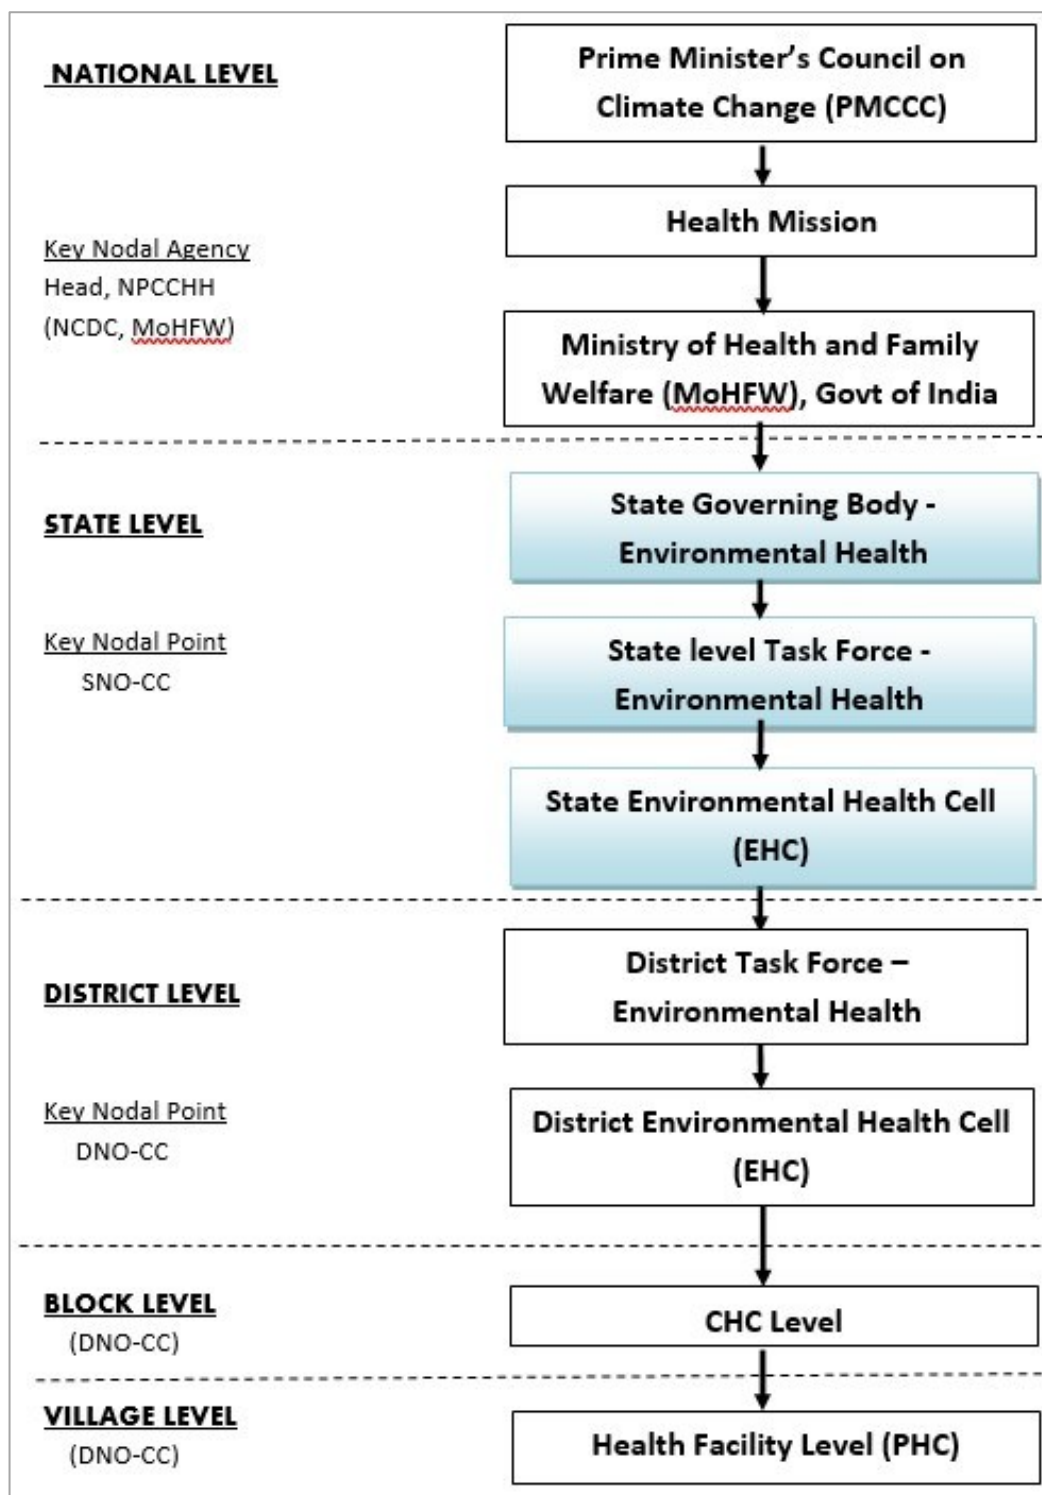 NATIONAL LEVEL
Prime Minister's Council on
Climate Change (PMCCC)
Health Mission
Key Nodal Agency
Head, NPCCHH
(NCDC, MoHFW)
Ministry of Health and Family
Welfare (MoHFW), Govt of India
STATE LEVEL
State Governing Body -
Environmental Health
Key Nodal Point
SNO-CC
State level Task Force -
Environmental Health
State Environmental Health Cell
(EHC)
DISTRICT LEVEL
District Task Force –
Environmental Health
Key Nodal Point
DNO-CC
District Environmental Health Cell
(EHC)
BLOCK LEVEL
(DNO-CC)
CHC Level
VILLAGE LEVEL
(DNO-CC)
Health Facility Level (PHC)